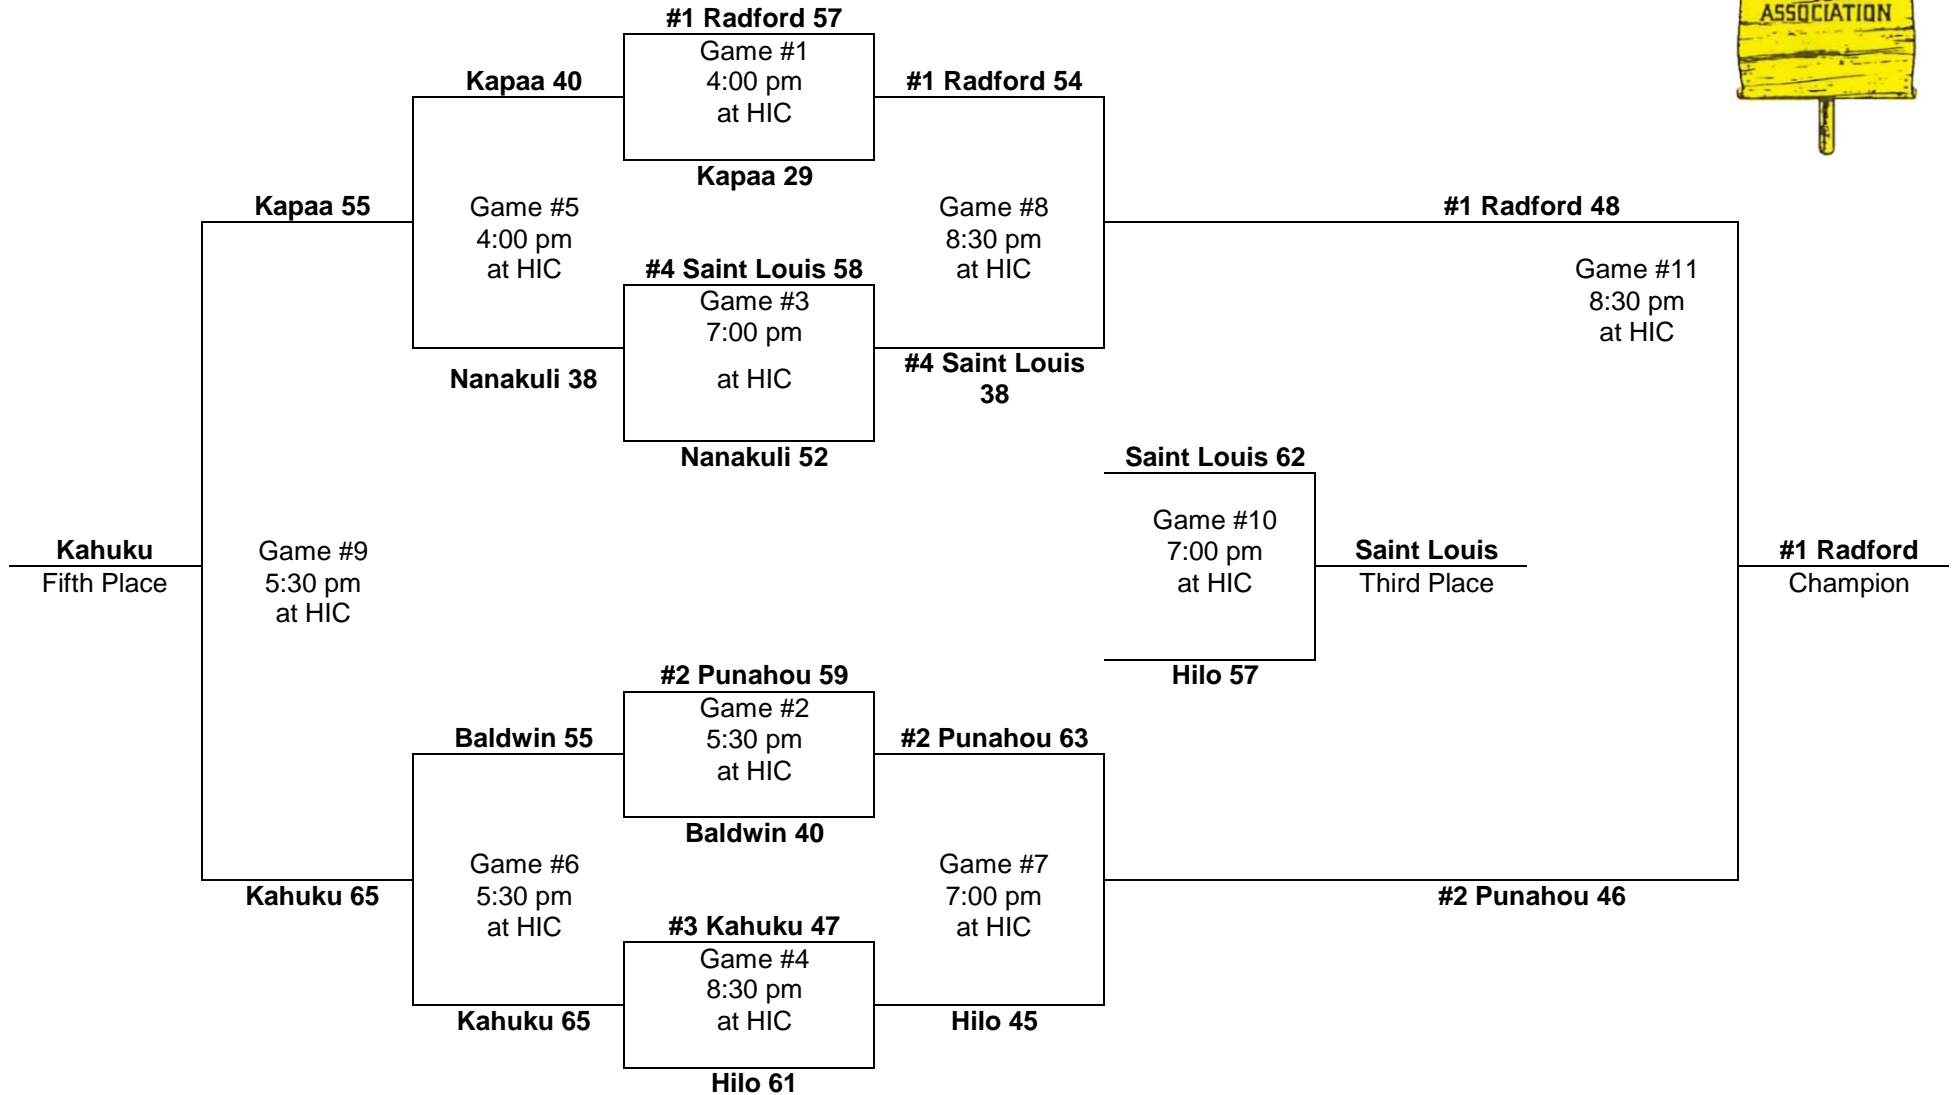 ASSOCIATION
#1 Radford 57
Game #1
4:00 pm
at HIC
Kapaa 29
Kapaa 40
#1 Radford 54
Kapaa 55
Game #5
4:00 pm
at HIC
#4 Saint Louis 58
Game #3
7:00 pm
at HIC
Nanakuli 52
Nanakuli 38
Game #8
8:30 pm
at HIC
#4 Saint Louis
38
#1 Radford 48
Game #11
8:30 pm
at HIC
Saint Louis 62
Game #10
7:00 pm
at HIC
Hilo 57
Saint Louis
Third Place
#1 Radford
Champion
Kahuku
Fifth Place
Game #9
5:30 pm
at HIC
#2 Punahou 59
Game #2
5:30 pm
at HIC
Baldwin 40
Baldwin 55
#2 Punahou 63
Game #6
5:30 pm
at HIC
Kahuku 65
#3 Kahuku 47
Game #4
8:30 pm
at HIC
Hilo 61
Kahuku 65
Game #7
7:00 pm
at HIC
Hilo 45
#2 Punahou 46